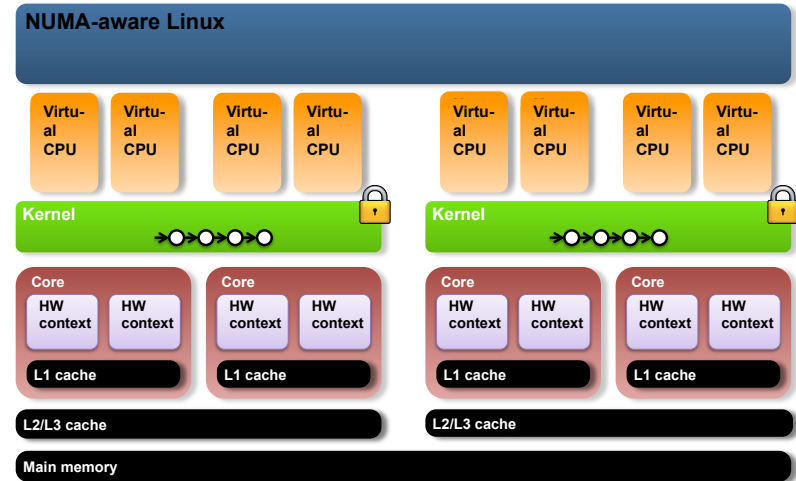 NUMA-aware Linux
Virtu-
al
CPU
Virtu-
al
CPU
Virtu-
al
CPU
Virtu-
al
CPU
Virtu-
al
CPU
Virtu-
al
CPU
Virtu-
al
CPU
Virtu-
al
CPU
Kernel
Kernel
Core
HW
context
HW
context
L1 cache
Core
HW
context
HW
context
L1 cache
Core
HW
context
HW
context
L1 cache
Core
HW
context
HW
context
L1 cache
L2/L3 cache
L2/L3 cache
Main memory